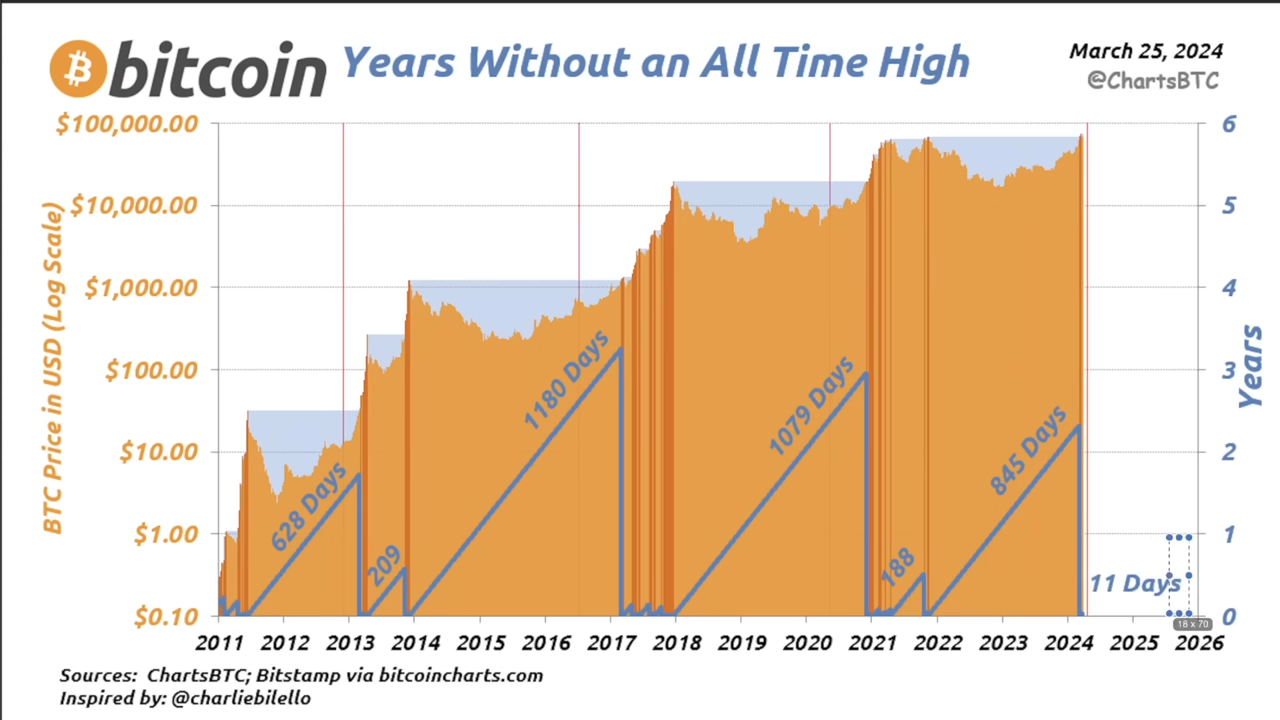 bitcoin Years Without an All Time High
March 25, 2024
@ChartsBTC
$100,000.00
$10,000.00
$1,000.00
$100.00
$10.00
$1.00
$0.10
BTC Price in USD (Log Scale)
628 Days
209
1180 Days
1079 Days
188
845 Days
11 Days
18 x 70
6
5
4
3
2
1
0
Years
2011 2012 2013 2014 2015 2016 2017 2018 2019 2020 2021 2022 2023 2024 2025 2026
Sources: ChartsBTC; Bitstamp via bitcoincharts.com
Inspired by: @charliebilello